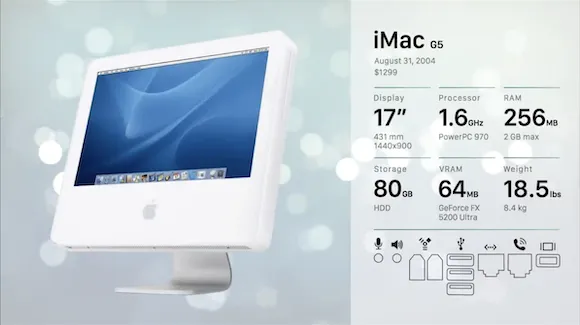 iMac G5
August 31, 2004
$1299
Display Processor RAM
17” 1.6GHz 256MB
431 mm PowerPC 970 2 GB max
1440x900
Storage VRAM Weight
80GB 64MB 18.5lbs
HDD GeForce FX 8.4 kg
5200 Ultra